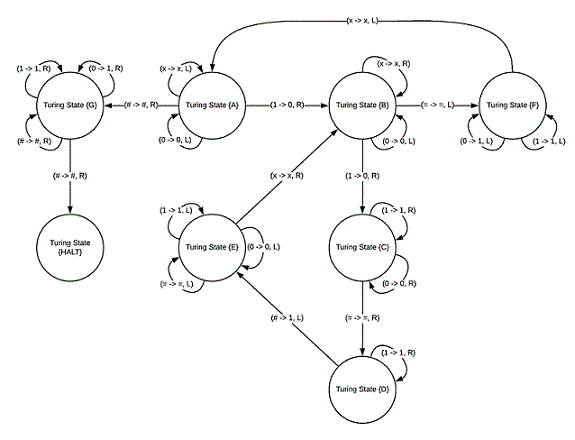 (x -> x, L)
(1 -> 1, R)
(0 -> 1, R)
(x -> x, L)
(x -> x, R)
Turing State {G}
(# -> #, R)
Turing State {A}
(1 -> 0, R)
Turing State {B}
(= -> =, L)
Turing State {F}
(# -> #, R)
(0 -> 0, L)
(0 -> 0, L)
(0 -> 1, L)
(1 -> 1, L)
(# -> #, R)
(x -> x, R)
(1 -> 0, R)
(1 -> 1, L)
(1 -> 1, R)
Turing State
{HALT}
Turing State {E}
(0 -> 0, L)
Turing State {C}
(= -> =, L)
(0 -> 0, R)
(# -> 1, L)
(= -> =, R)
(1 -> 1, R)
Turing State {D}